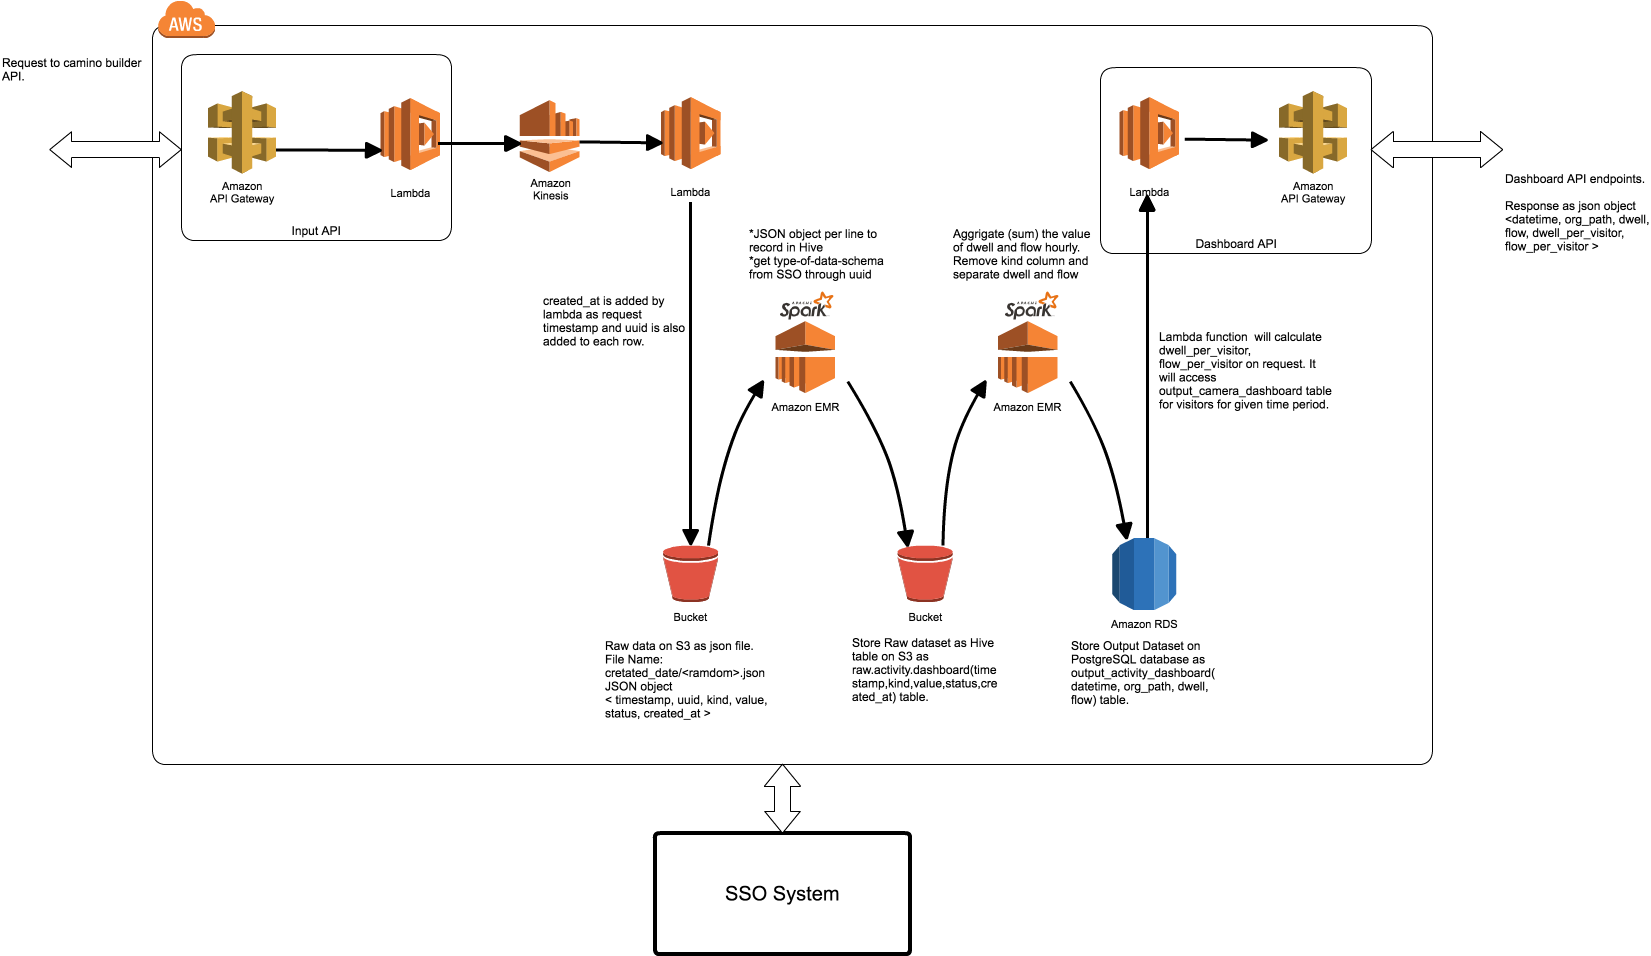 AWS
Request to camino builder
API.
Amazon
API Gateway
Lambda
Input API
Amazon
Kinesis
Lambda
created_at is added by
lambda as request
timestamp and uuid is also
added to each row.
*JSON object per line to
record in Hive
*get type-of-data-schema
from SSO through uuid
APACHE
Spark
Amazon EMR
Aggrigate (sum) the value
of dwell and flow hourly.
Remove kind column and
separate dwell and flow
APACHE
Spark
Amazon EMR
Lambda
Amazon
API Gateway
Dashboard API
Dashboard API endpoints.
Response as json object
<datetime, org_path, dwell,
flow, dwell_per_visitor,
flow_per_visitor >
Lambda function  will calculate
dwell_per_visitor,
flow_per_visitor on request. It
will access
output_camera_dashboard table
for visitors for given time period.
Bucket
Raw data on S3 as json file.
File Name:
cretated_date/<ramdom>.json
JSON object
< timestamp, uuid, kind, value,
status, created_at >
Bucket
Store Raw dataset as Hive
table on S3 as
raw.activity.dashboard(time
stamp,kind,value,status,cre
ated_at) table.
Amazon RDS
Store Output Dataset on
PostgreSQL database as
output_activity_dashboard(
datetime, org_path, dwell,
flow) table.
SSO System